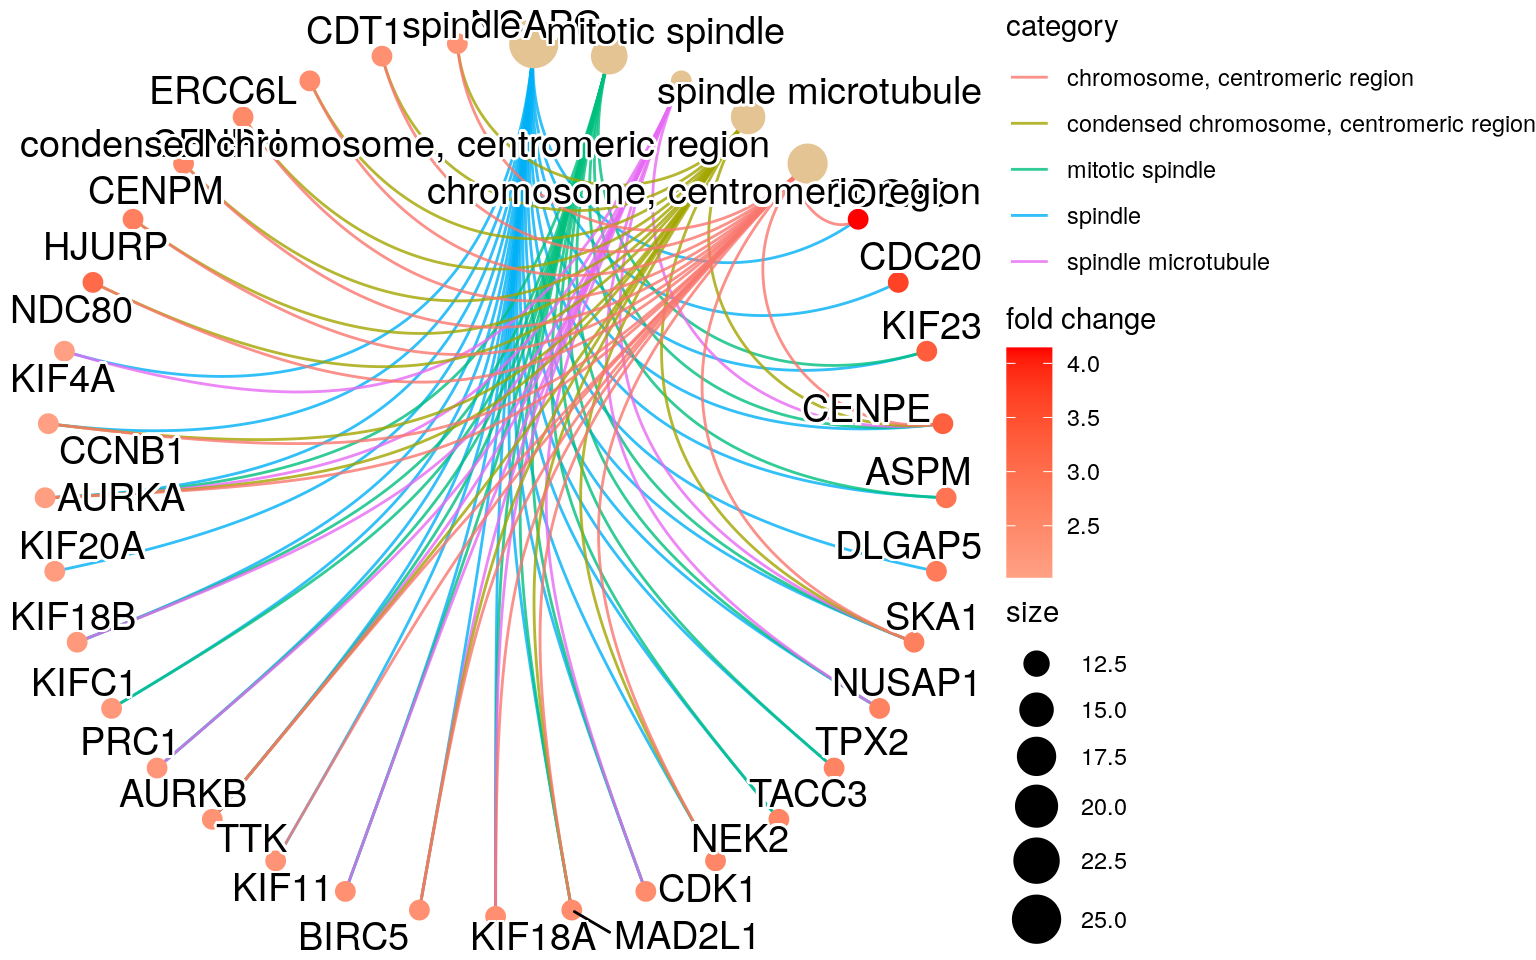 CDT1
spindle
NCAPG
mitotic spindle
ERCC6L
spindle microtubule
CENPN
condensed chromosome, centromeric region
CENPM
chromosome, centromeric region
HJURP
CDC20
NDC80
KIF23
KIF4A
CENPE
CCNB1
ASPM
AURKA
KIF20A
DLGAP5
KIF18B
SKA1
KIFC1
NUSAP1
PRC1
TPX2
AURKB
TACC3
TTK
NEK2
KIF11
CDK1
BIRC5
KIF18A
MAD2L1
category
chromosome, centromeric region
condensed chromosome, centromeric region
mitotic spindle
spindle
spindle microtubule
fold change
4.0
3.5
3.0
2.5
size
12.5
15.0
17.5
20.0
22.5
25.0